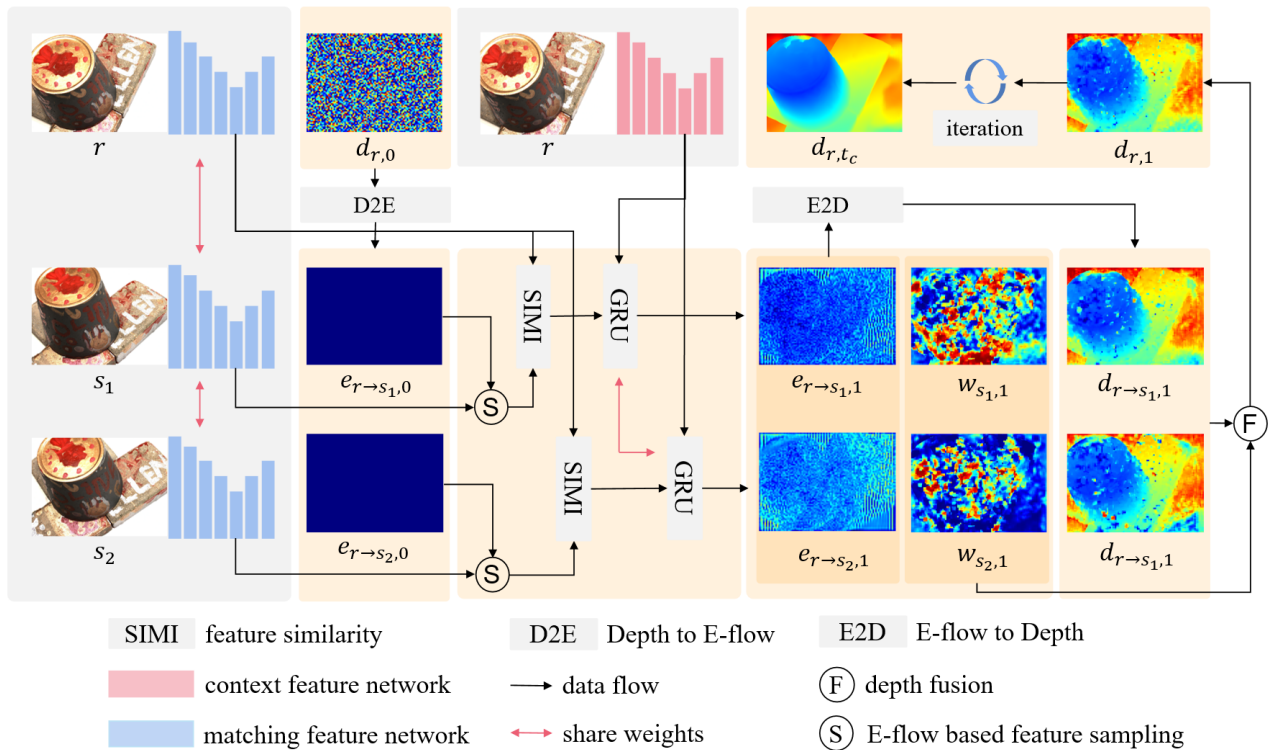 r
d_{r,0}
r
d_{r,t_c}
iteration
d_{r,1}
D2E
E2D
s_1
e_{r→s_1,0}
SIMI
GRU
e_{r→s_1,1}
w_{s_1,1}
d_{r→s_1,1}
S
F
s_2
e_{r→s_2,0}
SIMI
GRU
e_{r→s_2,1}
w_{s_2,1}
d_{r→s_1,1}
S
SIMI feature similarity
D2E Depth to E-flow
E2D E-flow to Depth
context feature network
data flow
F depth fusion
matching feature network
share weights
S E-flow based feature sampling